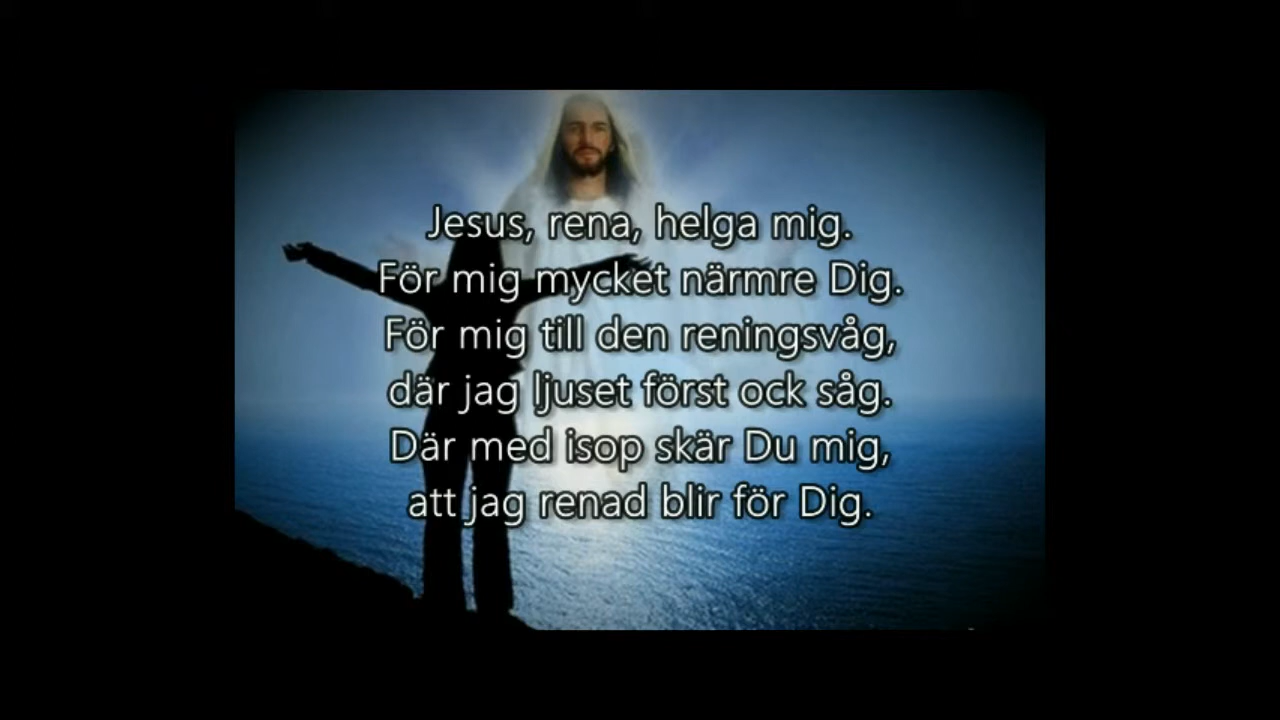 Jesus, rena, helga mig.
För mig mycket närmre Dig.
För mig till den reningsvåg,
där jag ljuset först ock såg.
Där med isop skär Du mig,
att jag renad blir för Dig.